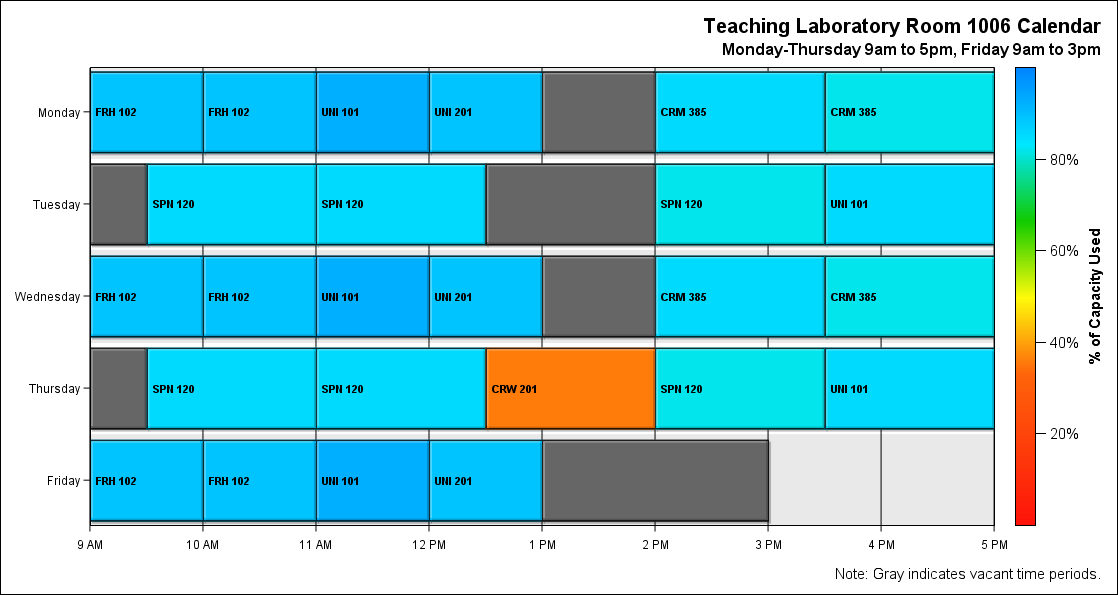 Teaching Laboratory Room 1006 Calendar
Monday-Thursday 9am to 5pm, Friday 9am to 3pm
Monday
FRH 102 FRH 102 UNI 101 UNI 201 CRM 385 CRM 385
Tuesday
SPN 120 SPN 120 SPN 120 UNI 101
Wednesday
FRH 102 FRH 102 UNI 101 UNI 201 CRM 385 CRM 385
Thursday
SPN 120 SPN 120 CRW 201 SPN 120 UNI 101
Friday
FRH 102 FRH 102 UNI 101 UNI 201
9 AM 10 AM 11 AM 12 PM 1 PM 2 PM 3 PM 4 PM 5 PM
80%
60%
40%
20%
% of Capacity Used
Note: Gray indicates vacant time periods.